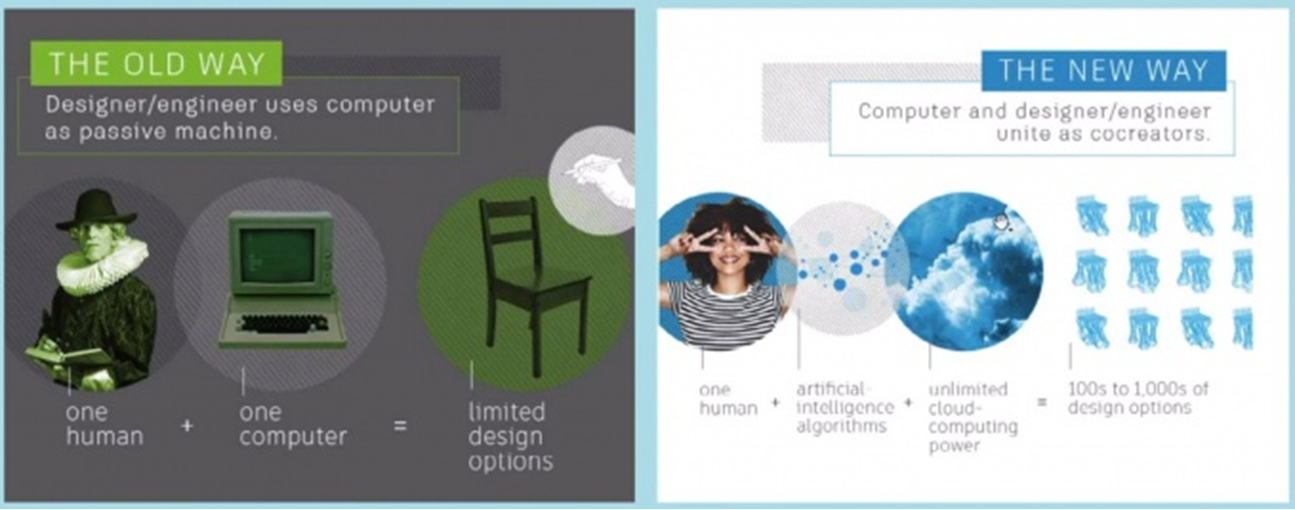 THE OLD WAY
Designer/engineer uses computer
as passive machine.
one
human
+
one
computer
=
limited
design
options
THE NEW WAY
Computer and designer/engineer
unite as cocreators.
one
human
+
artificial-
intelligence
algorithms
+
unlimited
cloud-
computing
power
=
100s to 1,000s of
design options